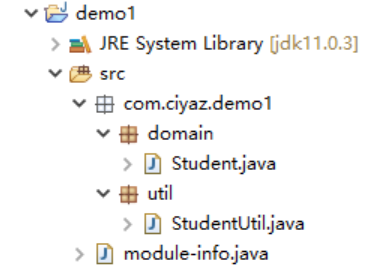 demo1
JRE System Library [jdk11.0.3]
src
com.ciyaz.demo1
domain
Student.java
util
StudentUtil.java
module-info.java